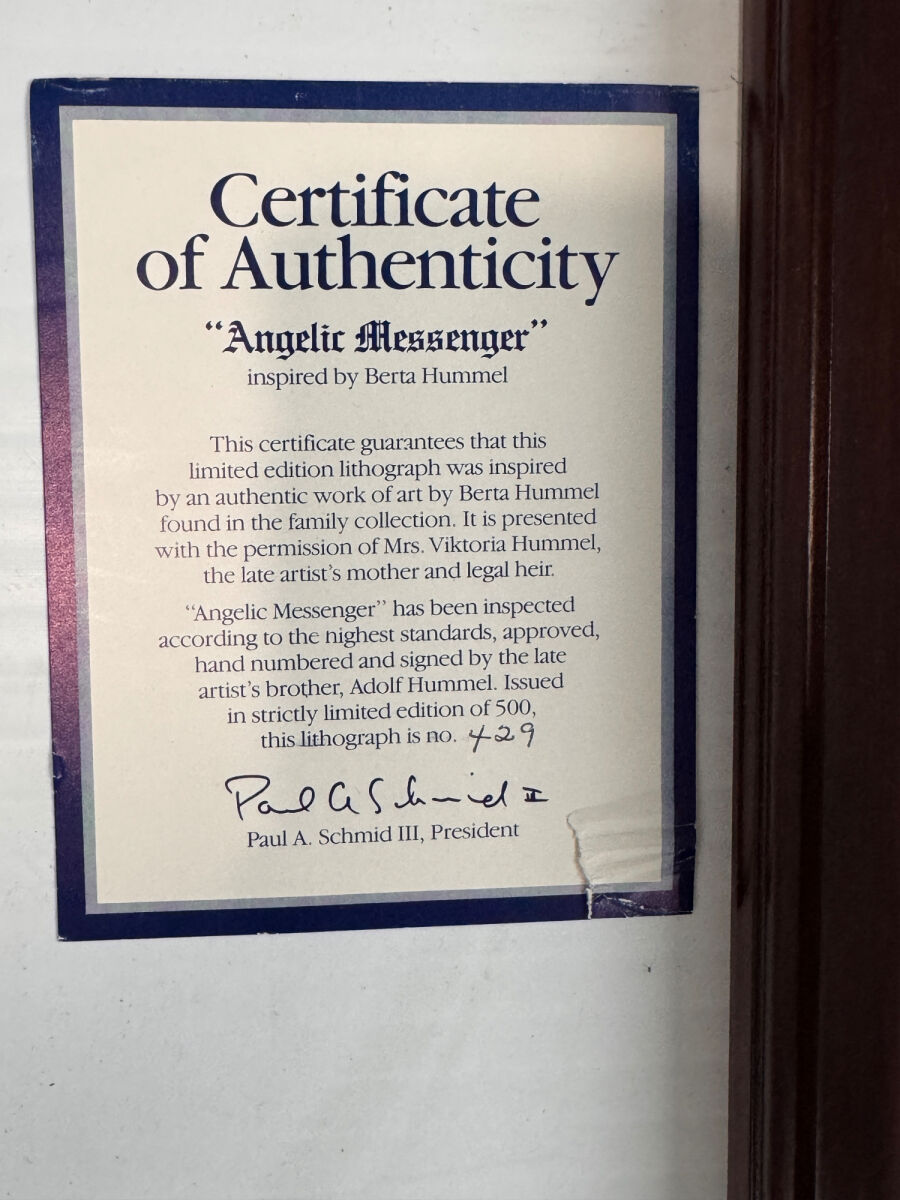 Certificate
of Authenticity
“Angelic Messenger”
inspired by Berta Hummel
This certificate guarantees that this
limited edition lithograph was inspired
by an authentic work of art by Berta Hummel
found in the family collection. It is presented
with the permission of Mrs. Viktoria Hummel,
the late artist’s mother and legal heir.
“Angelic Messenger” has been inspected
according to the highest standards, approved,
hand numbered and signed by the late
artist’s brother, Adolf Hummel. Issued
in strictly limited edition of 500,
this lithograph is no. 429
Paul A Schmid III
Paul A. Schmid III, President